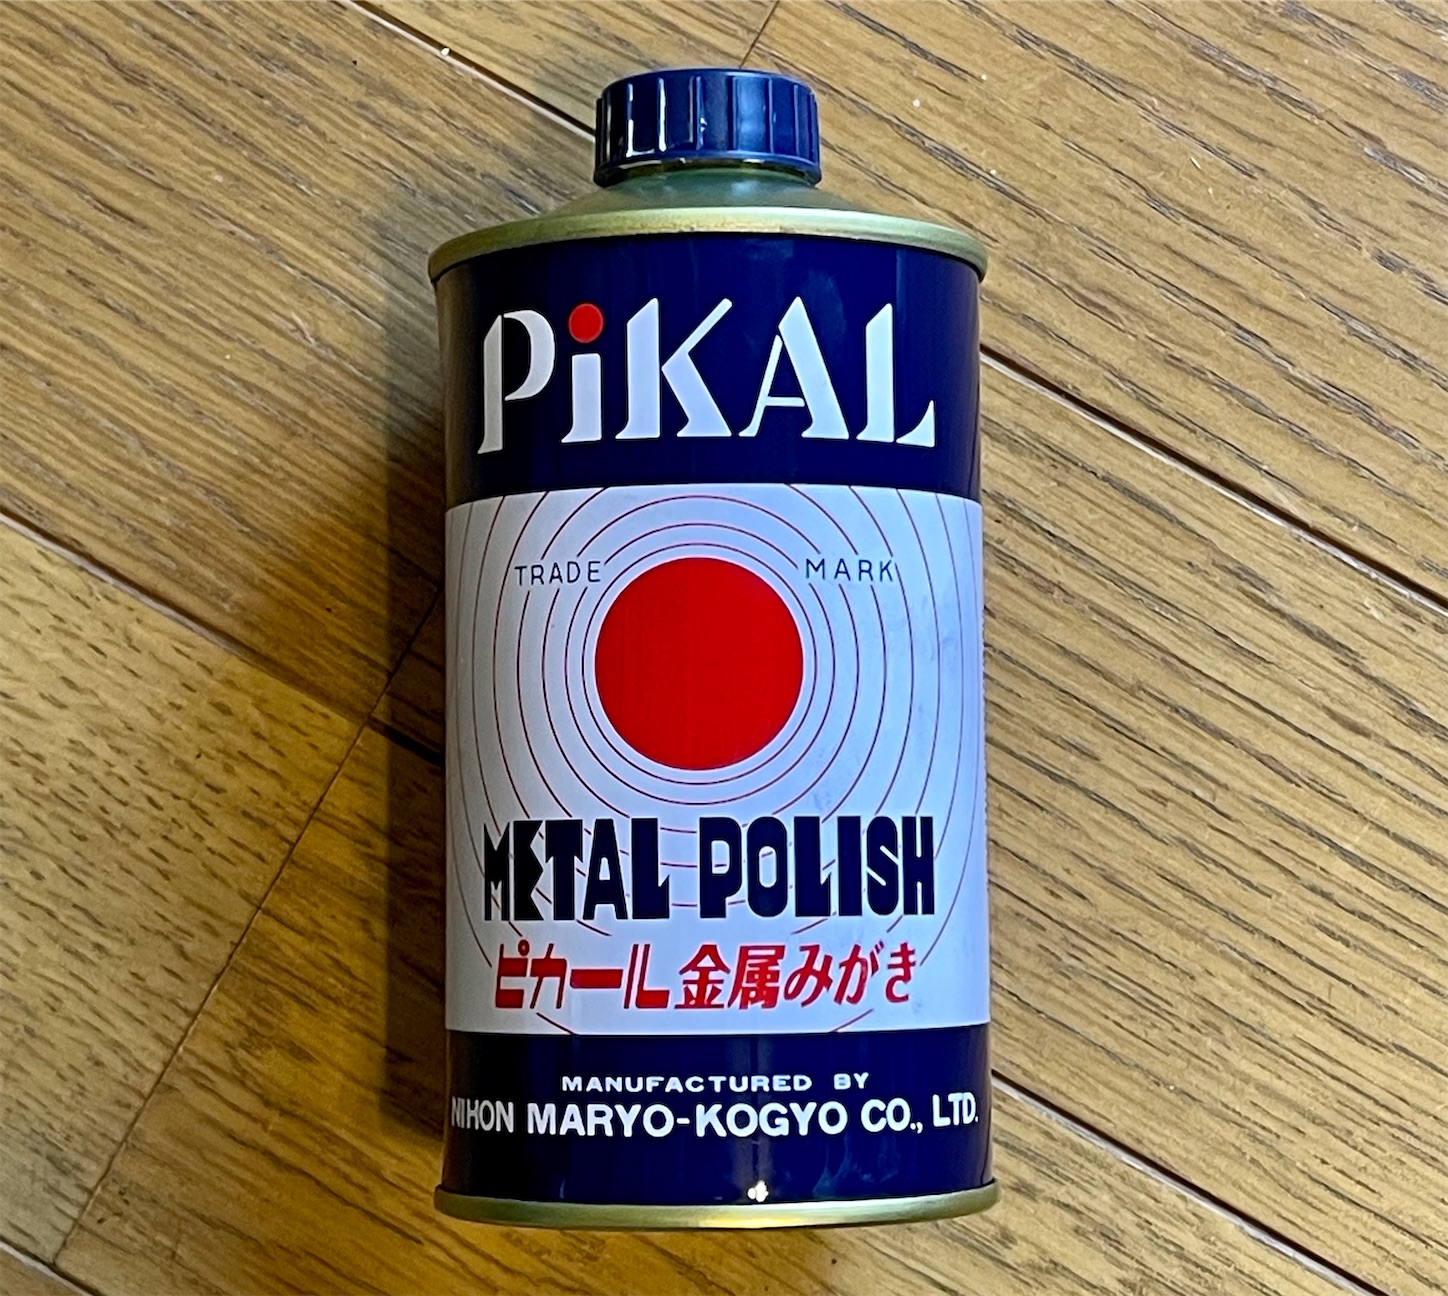 PiKAL
TRADE MARK
METAL POLISH
ピカール金属みがき
MANUFACTURED BY
NIHON MARYO-KOGYO CO., LTD.